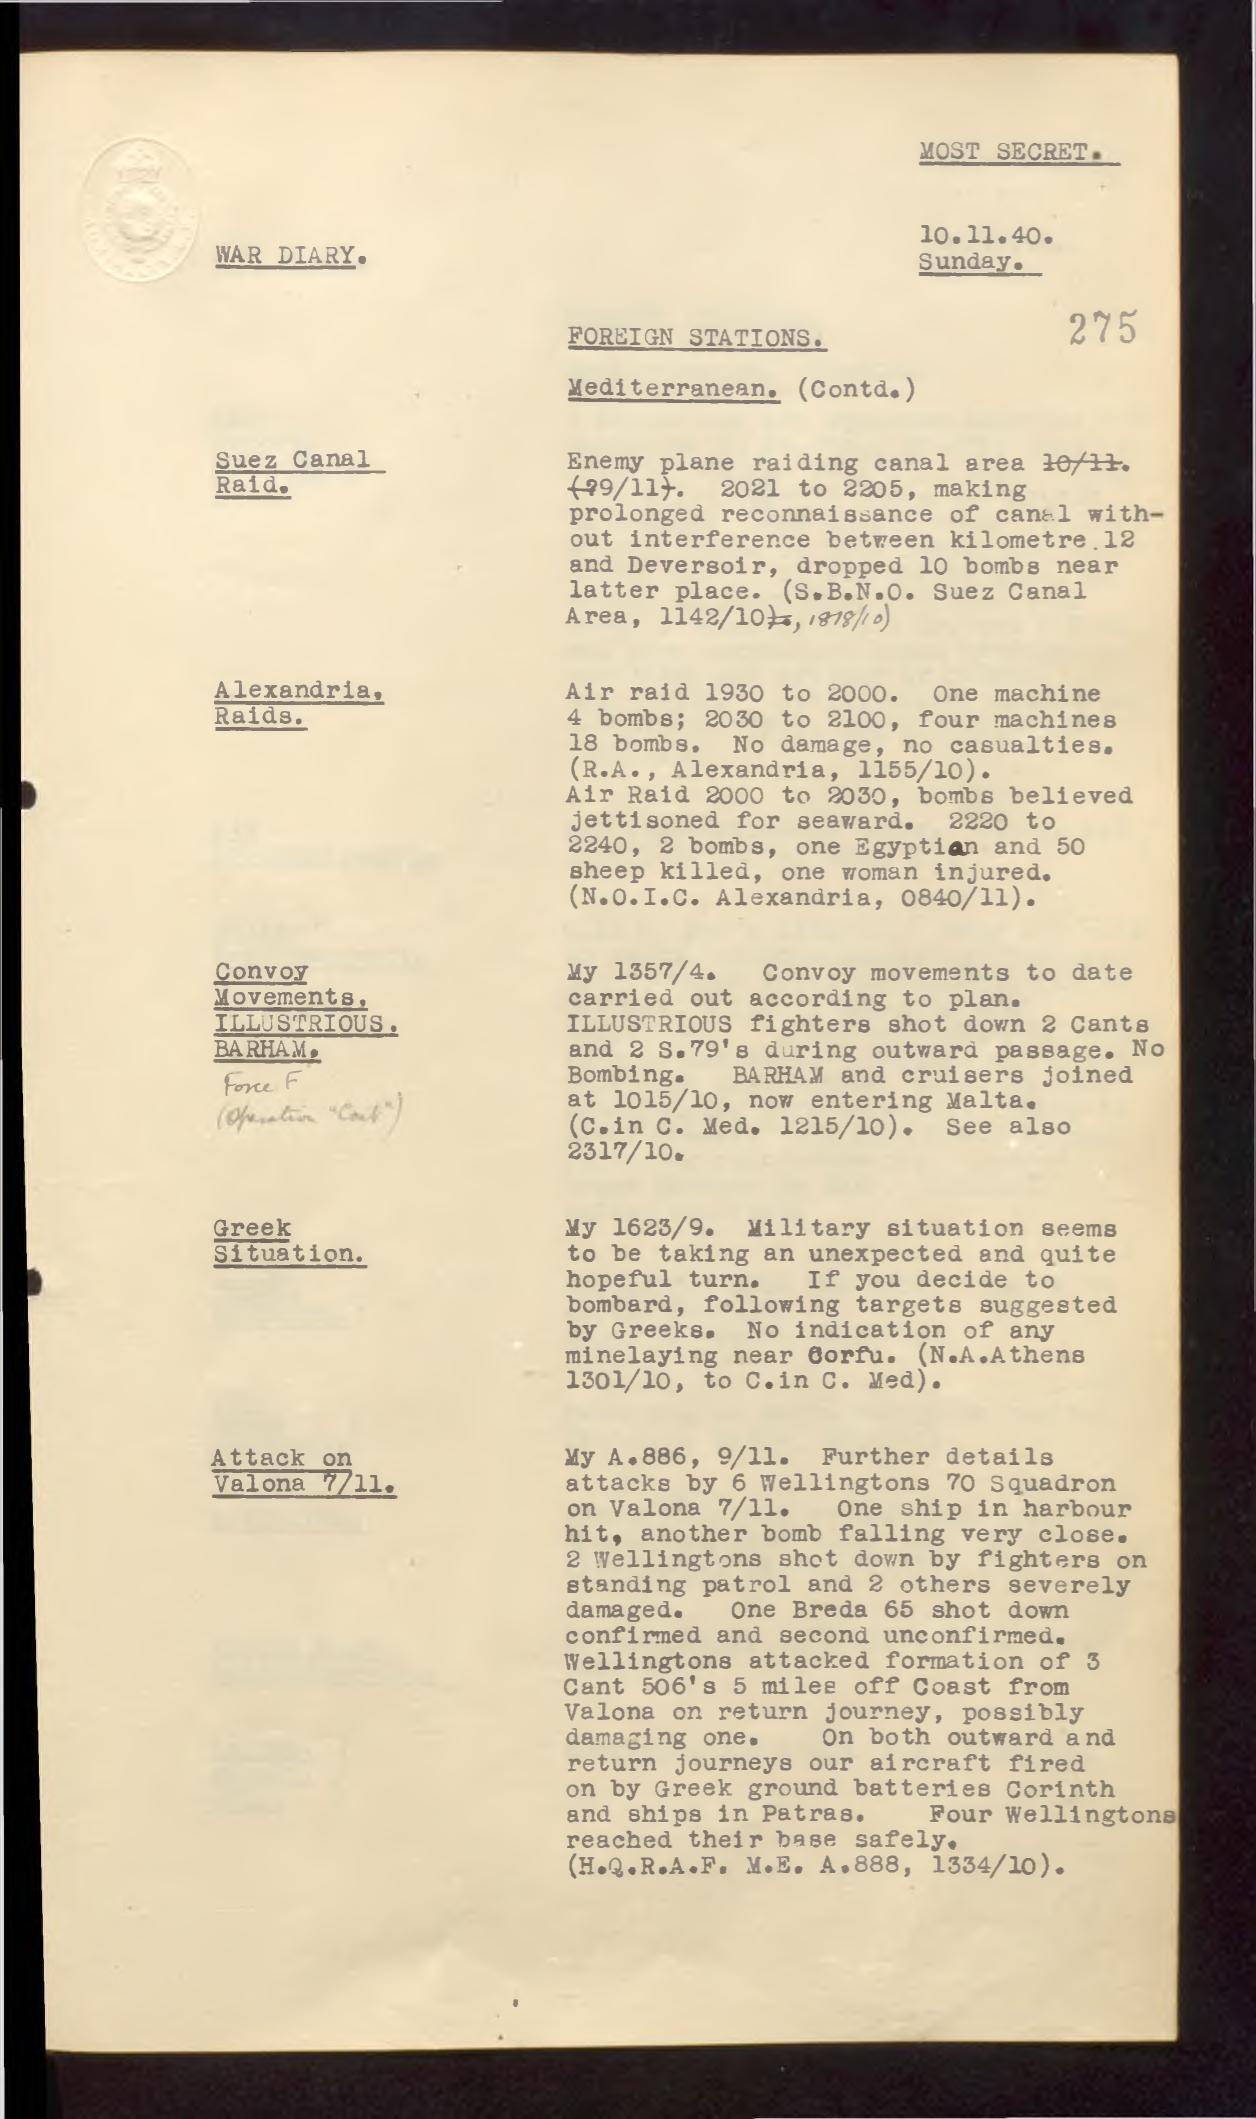 MOST SECRET.
10.11.40.
Sunday.
WAR DIARY.
275
FOREIGN STATIONS.
Mediterranean. (Contd.)
Suez Canal
Raid.
Enemy plane raiding canal area 10/11.
(?9/11). 2021 to 2205, making
prolonged reconnaissance of canal with-
out interference between kilometre 12
and Deversoir, dropped 10 bombs near
latter place. (S.B.N.O. Suez Canal
Area, 1142/10)., 1818/10)
Alexandria,
Raids.
Air raid 1930 to 2000. One machine
4 bombs; 2030 to 2100, four machines
18 bombs. No damage, no casualties.
(R.A., Alexandria, 1155/10).
Air Raid 2000 to 2030, bombs believed
jettisoned for seaward. 2220 to
2240, 2 bombs, one Egyptian and 50
sheep killed, one woman injured.
(N.O.I.C. Alexandria, 0840/11).
Convoy
Movements.
ILLUSTRIOUS.
BARHAM.
Force F
(Operation "Coat")
My 1357/4. Convoy movements to date
carried out according to plan.
ILLUSTRIOUS fighters shot down 2 Cants
and 2 S.79's during outward passage. No
Bombing. BARHAM and cruisers joined
at 1015/10, now entering Malta.
(C.in C. Med. 1215/10). See also
2317/10.
Greek
Situation.
My 1623/9. Military situation seems
to be taking an unexpected and quite
hopeful turn. If you decide to
bombard, following targets suggested
by Greeks. No indication of any
minelaying near Corfu. (N.A.Athens
1301/10, to C.in C. Med).
Attack on
Valona 7/11.
My A.886, 9/11. Further details
attacks by 6 Wellingtons 70 Squadron
on Valona 7/11. One ship in harbour
hit, another bomb falling very close.
2 Wellingtons shot down by fighters on
standing patrol and 2 others severely
damaged. One Breda 65 shot down
confirmed and second unconfirmed.
Wellingtons attacked formation of 3
Cant 506's 5 miles off Coast from
Valona on return journey, possibly
damaging one. On both outward and
return journeys our aircraft fired
on by Greek ground batteries Corinth
and ships in Patras. Four Wellingtons
reached their base safely.
(H.Q.R.A.F. M.E. A.888, 1334/10).